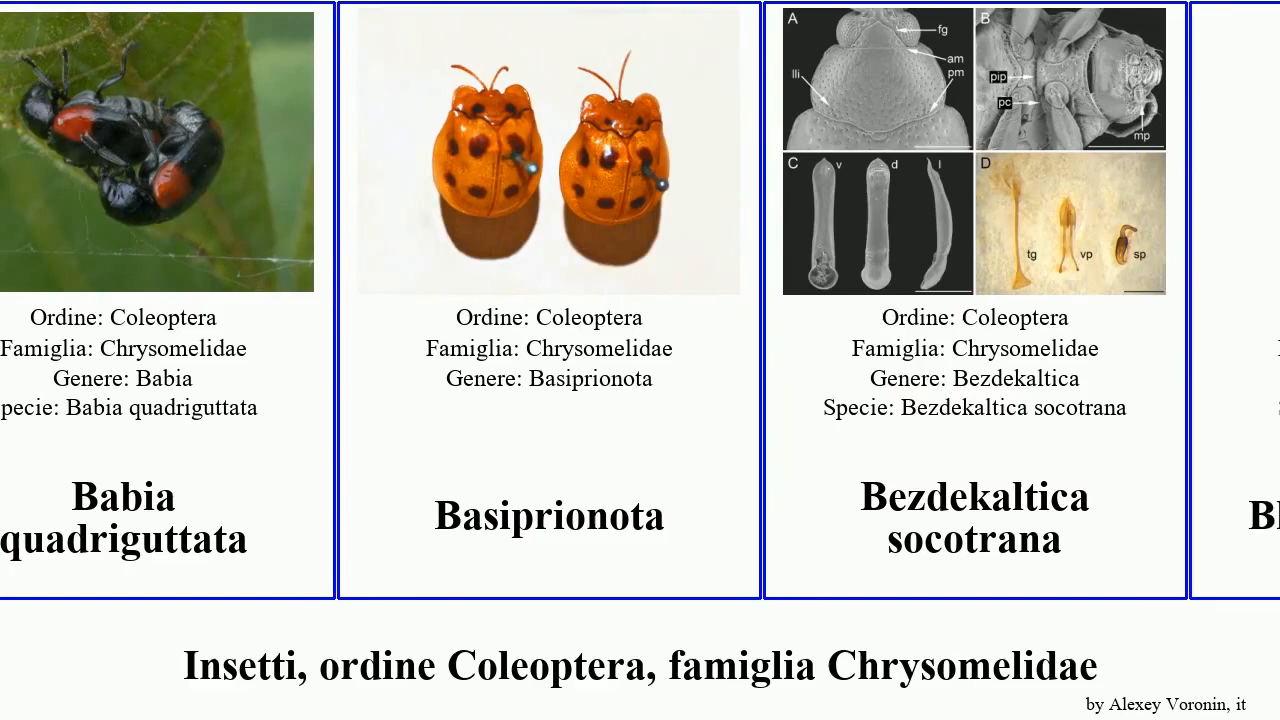 A
fg
am
pm
lli
B
pip
pc
mp
C
v
d
l
D
tg
vp
sp
Ordine: Coleoptera
Famiglia: Chrysomelidae
Genere: Babia
pecie: Babia quadriguttata
Babia
quadriguttata
Ordine: Coleoptera
Famiglia: Chrysomelidae
Genere: Basiprionota
Basiprionota
Ordine: Coleoptera
Famiglia: Chrysomelidae
Genere: Bezdekaltica
Specie: Bezdekaltica socotrana
Bezdekaltica
socotrana
Insetti, ordine Coleoptera, famiglia Chrysomelidae
by Alexey Voronin, it